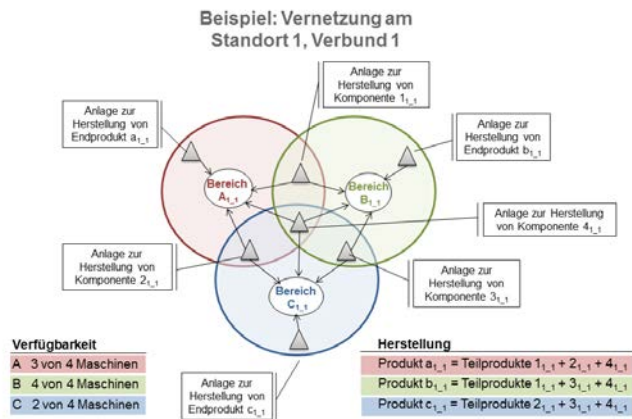 Beispiel: Vernetzung am
Standort 1, Verbund 1
Anlage zur
Herstellung von
Komponente 1₁_₁
Anlage zur
Herstellung von
Endprodukt a₁_₁
Anlage zur
Herstellung von
Endprodukt b₁_₁
Bereich
A₁_₁
Bereich
B₁_₁
Anlage zur Herstellung
von Komponente 4₁_₁
Anlage zur
Herstellung von
Komponente 2₁_₁
Anlage zur
Herstellung von
Komponente 3₁_₁
Bereich
C₁_₁
Anlage zur
Herstellung von
Endprodukt c₁_₁
Verfügbarkeit
A 3 von 4 Maschinen
B 4 von 4 Maschinen
C 2 von 4 Maschinen
Herstellung
Produkt a₁_₁ = Teilprodukte 1₁_₁ + 2₁_₁ + 4₁_₁
Produkt b₁_₁ = Teilprodukte 1₁_₁ + 3₁_₁ + 4₁_₁
Produkt c₁_₁ = Teilprodukte 2₁_₁ + 3₁_₁ + 4₁_₁